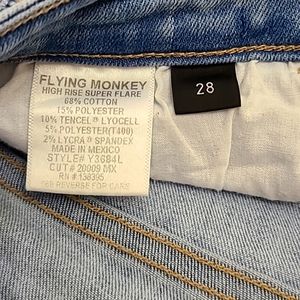 FLYING MONKEY
HIGH RISE SUPER FLARE
68% COTTON
15% POLYESTER
10% TENCEL® LYOCELL
5% POLYESTER(T400)
2% LYCRA® SPANDEX
MADE IN MEXICO
STYLE# Y3684L
CUT# 20009 MX
RN# 138395
SEE REVERSE FOR CARE
28